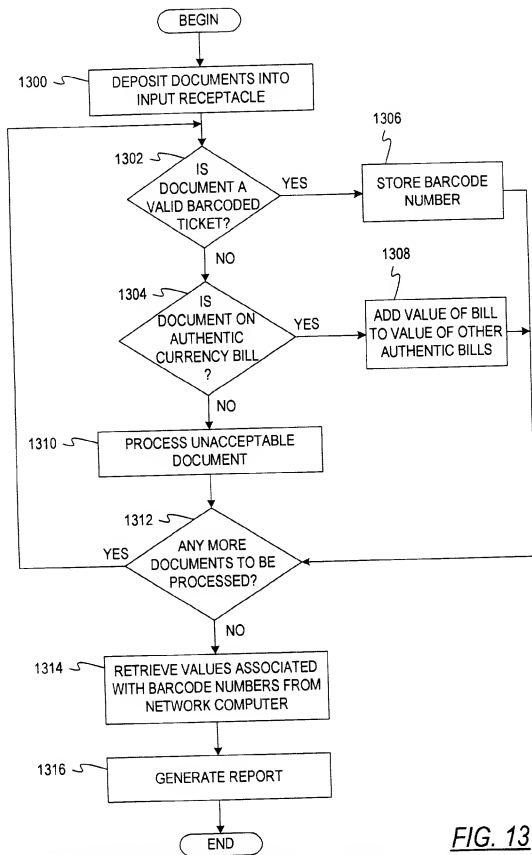 BEGIN
1300
DEPOSIT DOCUMENTS INTO
INPUT RECEPTACLE
1302
IS
DOCUMENT A
VALID BARCODED
TICKET?
YES
1306
STORE BARCODE
NUMBER
NO
1304
IS
DOCUMENT ON
AUTHENTIC
CURRENCY BILL
?
YES
1308
ADD VALUE OF BILL
TO VALUE OF OTHER
AUTHENTIC BILLS
NO
1310
PROCESS UNACCEPTABLE
DOCUMENT
1312
YES
ANY MORE
DOCUMENTS TO BE
PROCESSED?
NO
1314
RETRIEVE VALUES ASSOCIATED
WITH BARCODE NUMBERS FROM
NETWORK COMPUTER
1316
GENERATE REPORT
END
FIG. 13